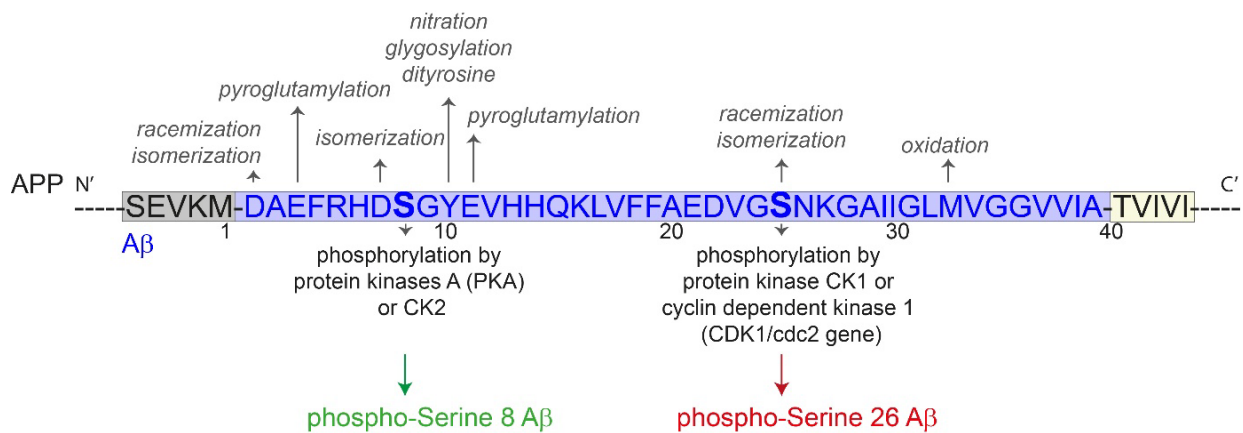 nitration
glygosylation
dityrosine
pyroglutamylation
racemization
isomerization
isomerization
pyroglutamylation
racemization
isomerization
oxidation
APP N' -----SEVKM-DAEFRHDSGYEVHHQKLVFFAEDVGSNKGAIIGLMVGGVVIA-TVIVI----- C'
Aβ 1 10 20 30 40
phosphorylation by
protein kinases A (PKA)
or CK2
phosphorylation by
protein kinase CK1 or
cyclin dependent kinase 1
(CDK1/cdc2 gene)
phospho-Serine 8 Aβ
phospho-Serine 26 Aβ